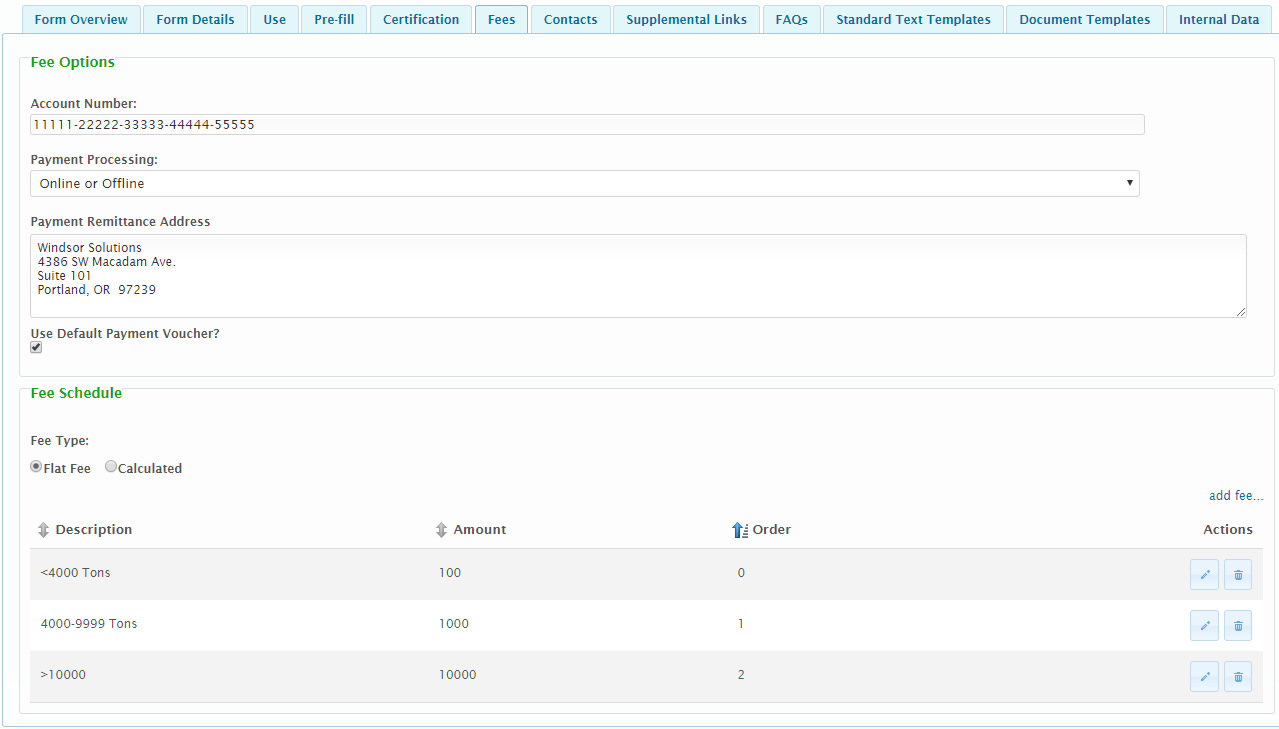 Form Overview Form Details Use Pre-fill Certification Fees Contacts Supplemental Links FAQs Standard Text Templates Document Templates Internal Data
Fee Options
Account Number:
11111-22222-33333-44444-55555
Payment Processing:
Online or Offline
Payment Remittance Address
Windsor Solutions
4386 SW Macadam Ave.
Suite 101
Portland, OR  97239
Use Default Payment Voucher?
Fee Schedule
Fee Type:
Flat Fee Calculated
add fee...
Description Amount Order Actions
<4000 Tons 100 0
4000-9999 Tons 1000 1
>10000 10000 2